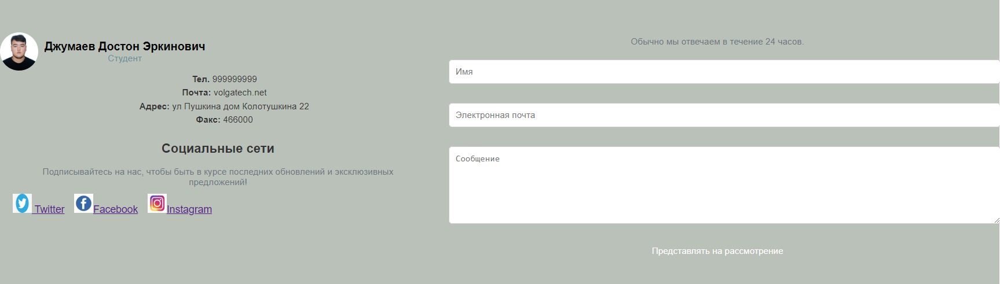 Джумаев Достон Эркинович
Студент
Тел. 999999999
Почта: volgatech.net
Адрес: ул Пушкина дом Колотушкина 22
Факс: 466000
Социальные сети
Подписывайтесь на нас, чтобы быть в курсе последних обновлений и эксклюзивных
предложений!
Twitter Facebook Instagram
Обычно мы отвечаем в течение 24 часов.
Имя
Электронная почта
Сообщение
Представлять на рассмотрение